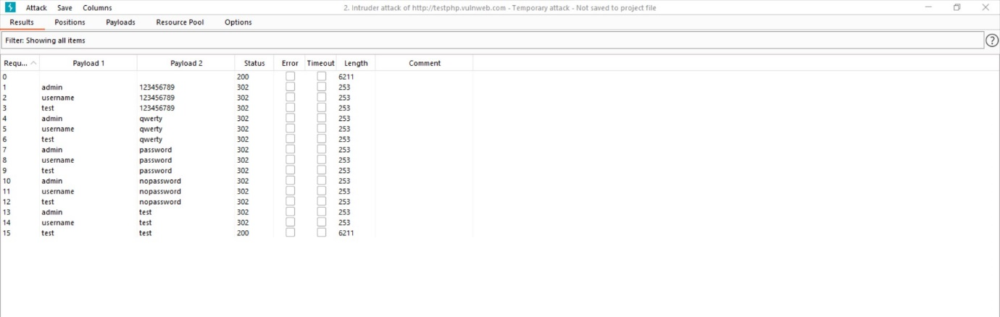 Attack Save Columns 2. Intruder attack of http://testphp.vulnweb.com - Temporary attack - Not saved to project file
Results Positions Payloads Resource Pool Options
Filter: Showing all items ?
Requ... Payload 1 Payload 2 Status Error Timeout Length Comment
0 200 6211
1 admin 123456789 302 253
2 username 123456789 302 253
3 test 123456789 302 253
4 admin qwerty 302 253
5 username qwerty 302 253
6 test qwerty 302 253
7 admin password 302 253
8 username password 302 253
9 test password 302 253
10 admin nopassword 302 253
11 username nopassword 302 253
12 test nopassword 302 253
13 admin test 302 253
14 username test 302 253
15 test test 200 6211